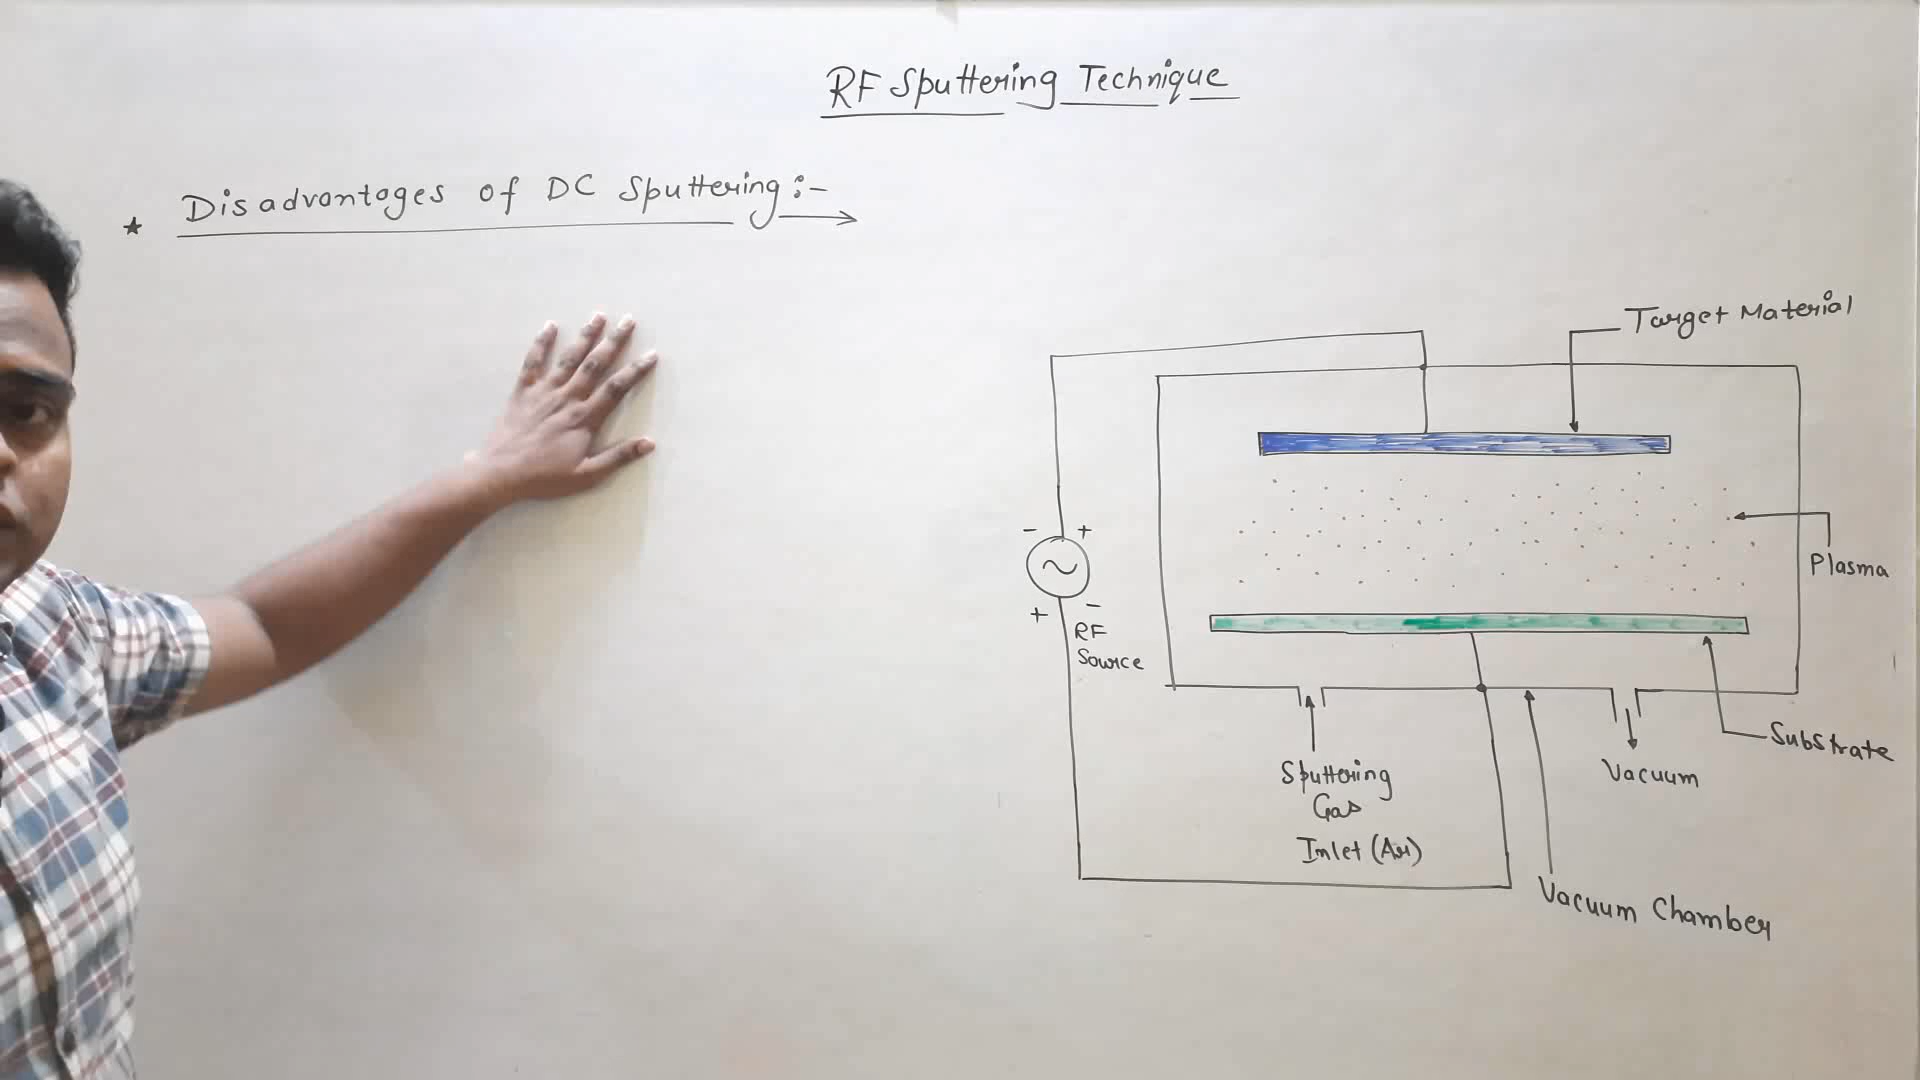 RF Sputtering Technique
★ Disadvantages of DC Sputtering:-
Target Material
- +
Plasma
+ -
RF
Source
Substrate
Sputtering
Gas
Inlet (Ar)
Vacuum
Vacuum Chamber